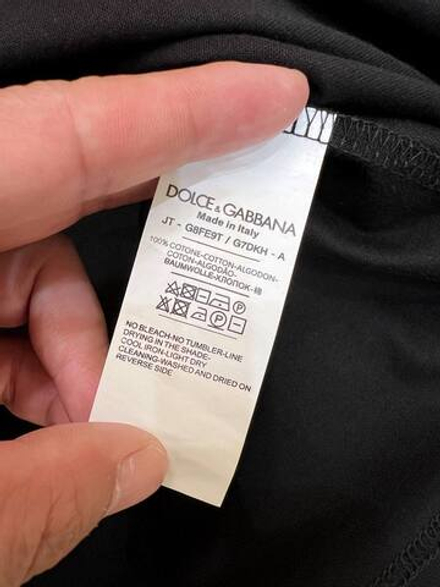 DOLCE & GABBANA
Made in Italy
JT - G8FE9T / G7DKH - A
100% COTONE-COTTON-ALGODON-
COTON-ALGODÃO-
BAUMWOLLE-ХЛОПОК-棉
NO BLEACH-NO TUMBLER-LINE
DRYING IN THE SHADE-
COOL IRON-LIGHT DRY
CLEANING-WASHED AND DRIED ON
REVERSE SIDE